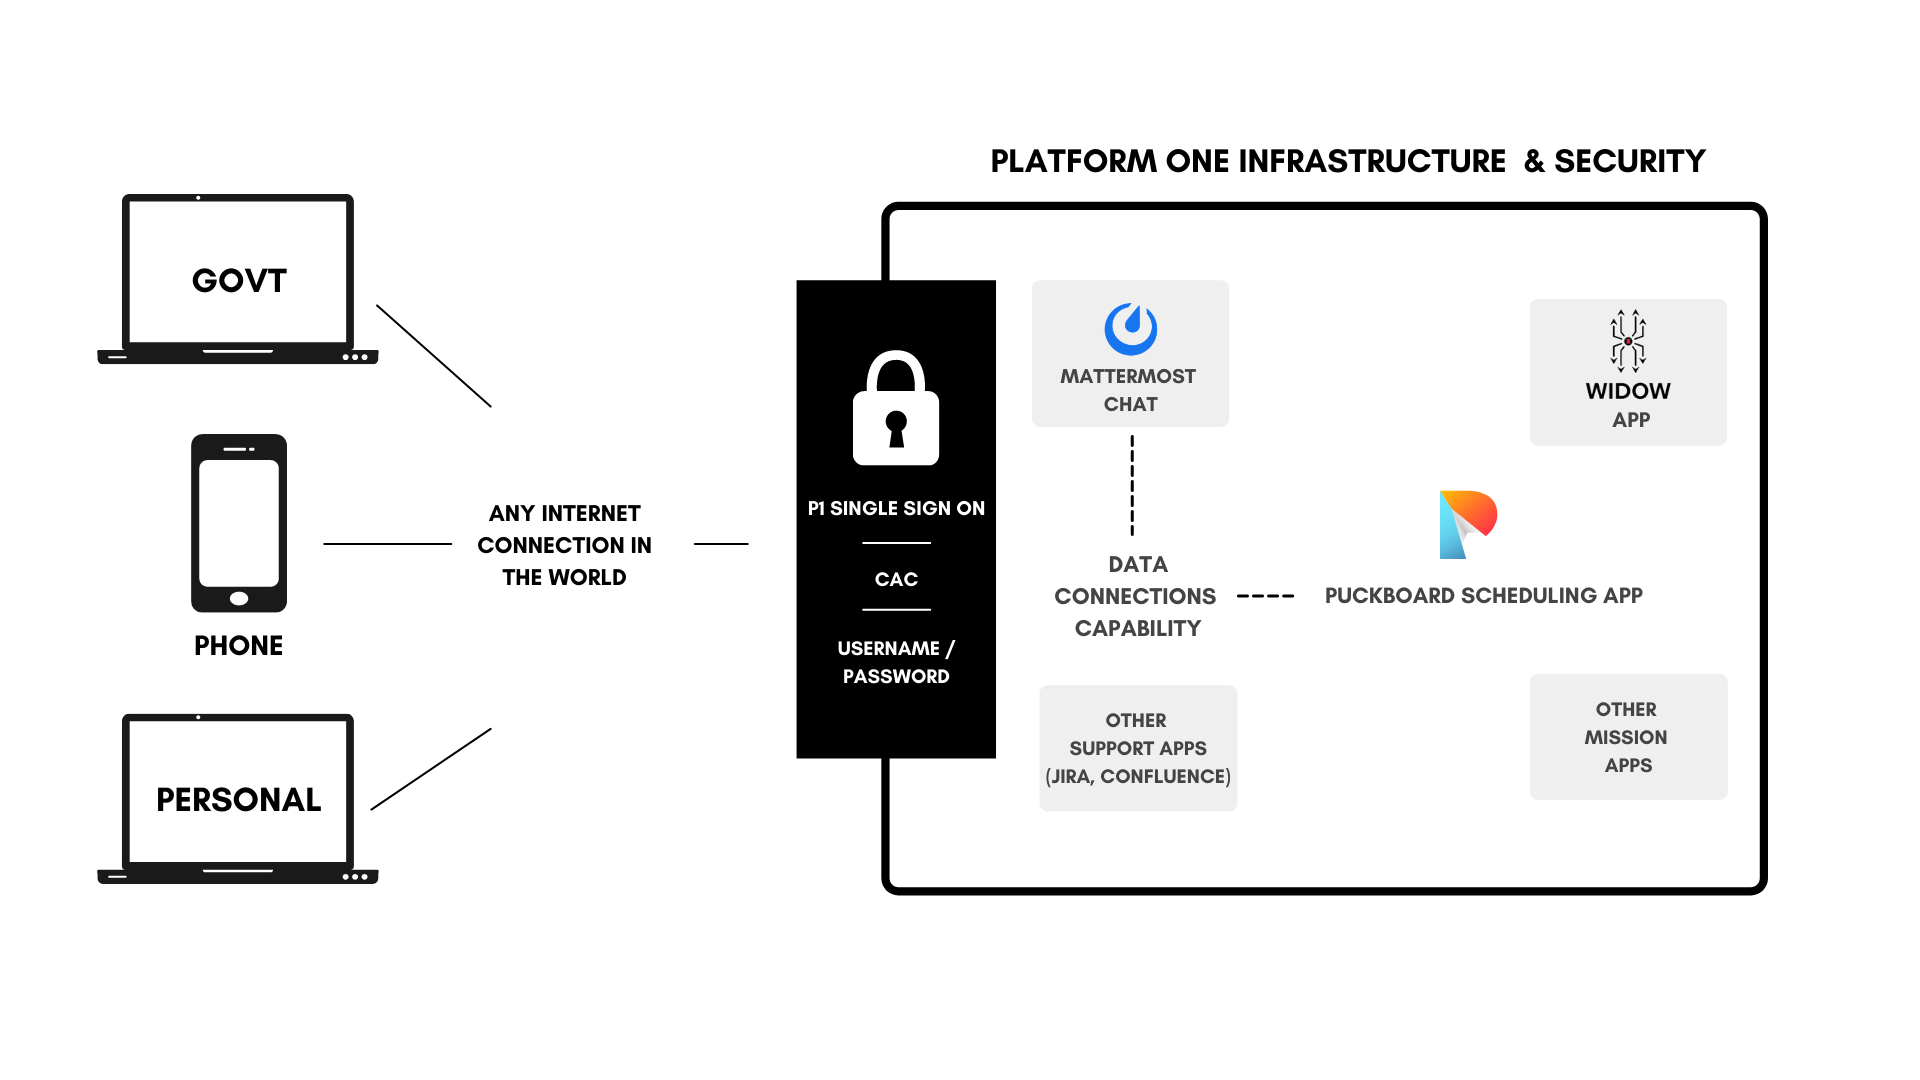 PLATFORM ONE INFRASTRUCTURE & SECURITY
GOVT
PHONE
PERSONAL
ANY INTERNET
CONNECTION IN
THE WORLD
P1 SINGLE SIGN ON
CAC
USERNAME /
PASSWORD
MATTERMOST
CHAT
WIDOW
APP
DATA
CONNECTIONS
CAPABILITY
PUCKBOARD SCHEDULING APP
OTHER
SUPPORT APPS
(JIRA, CONFLUENCE)
OTHER
MISSION
APPS